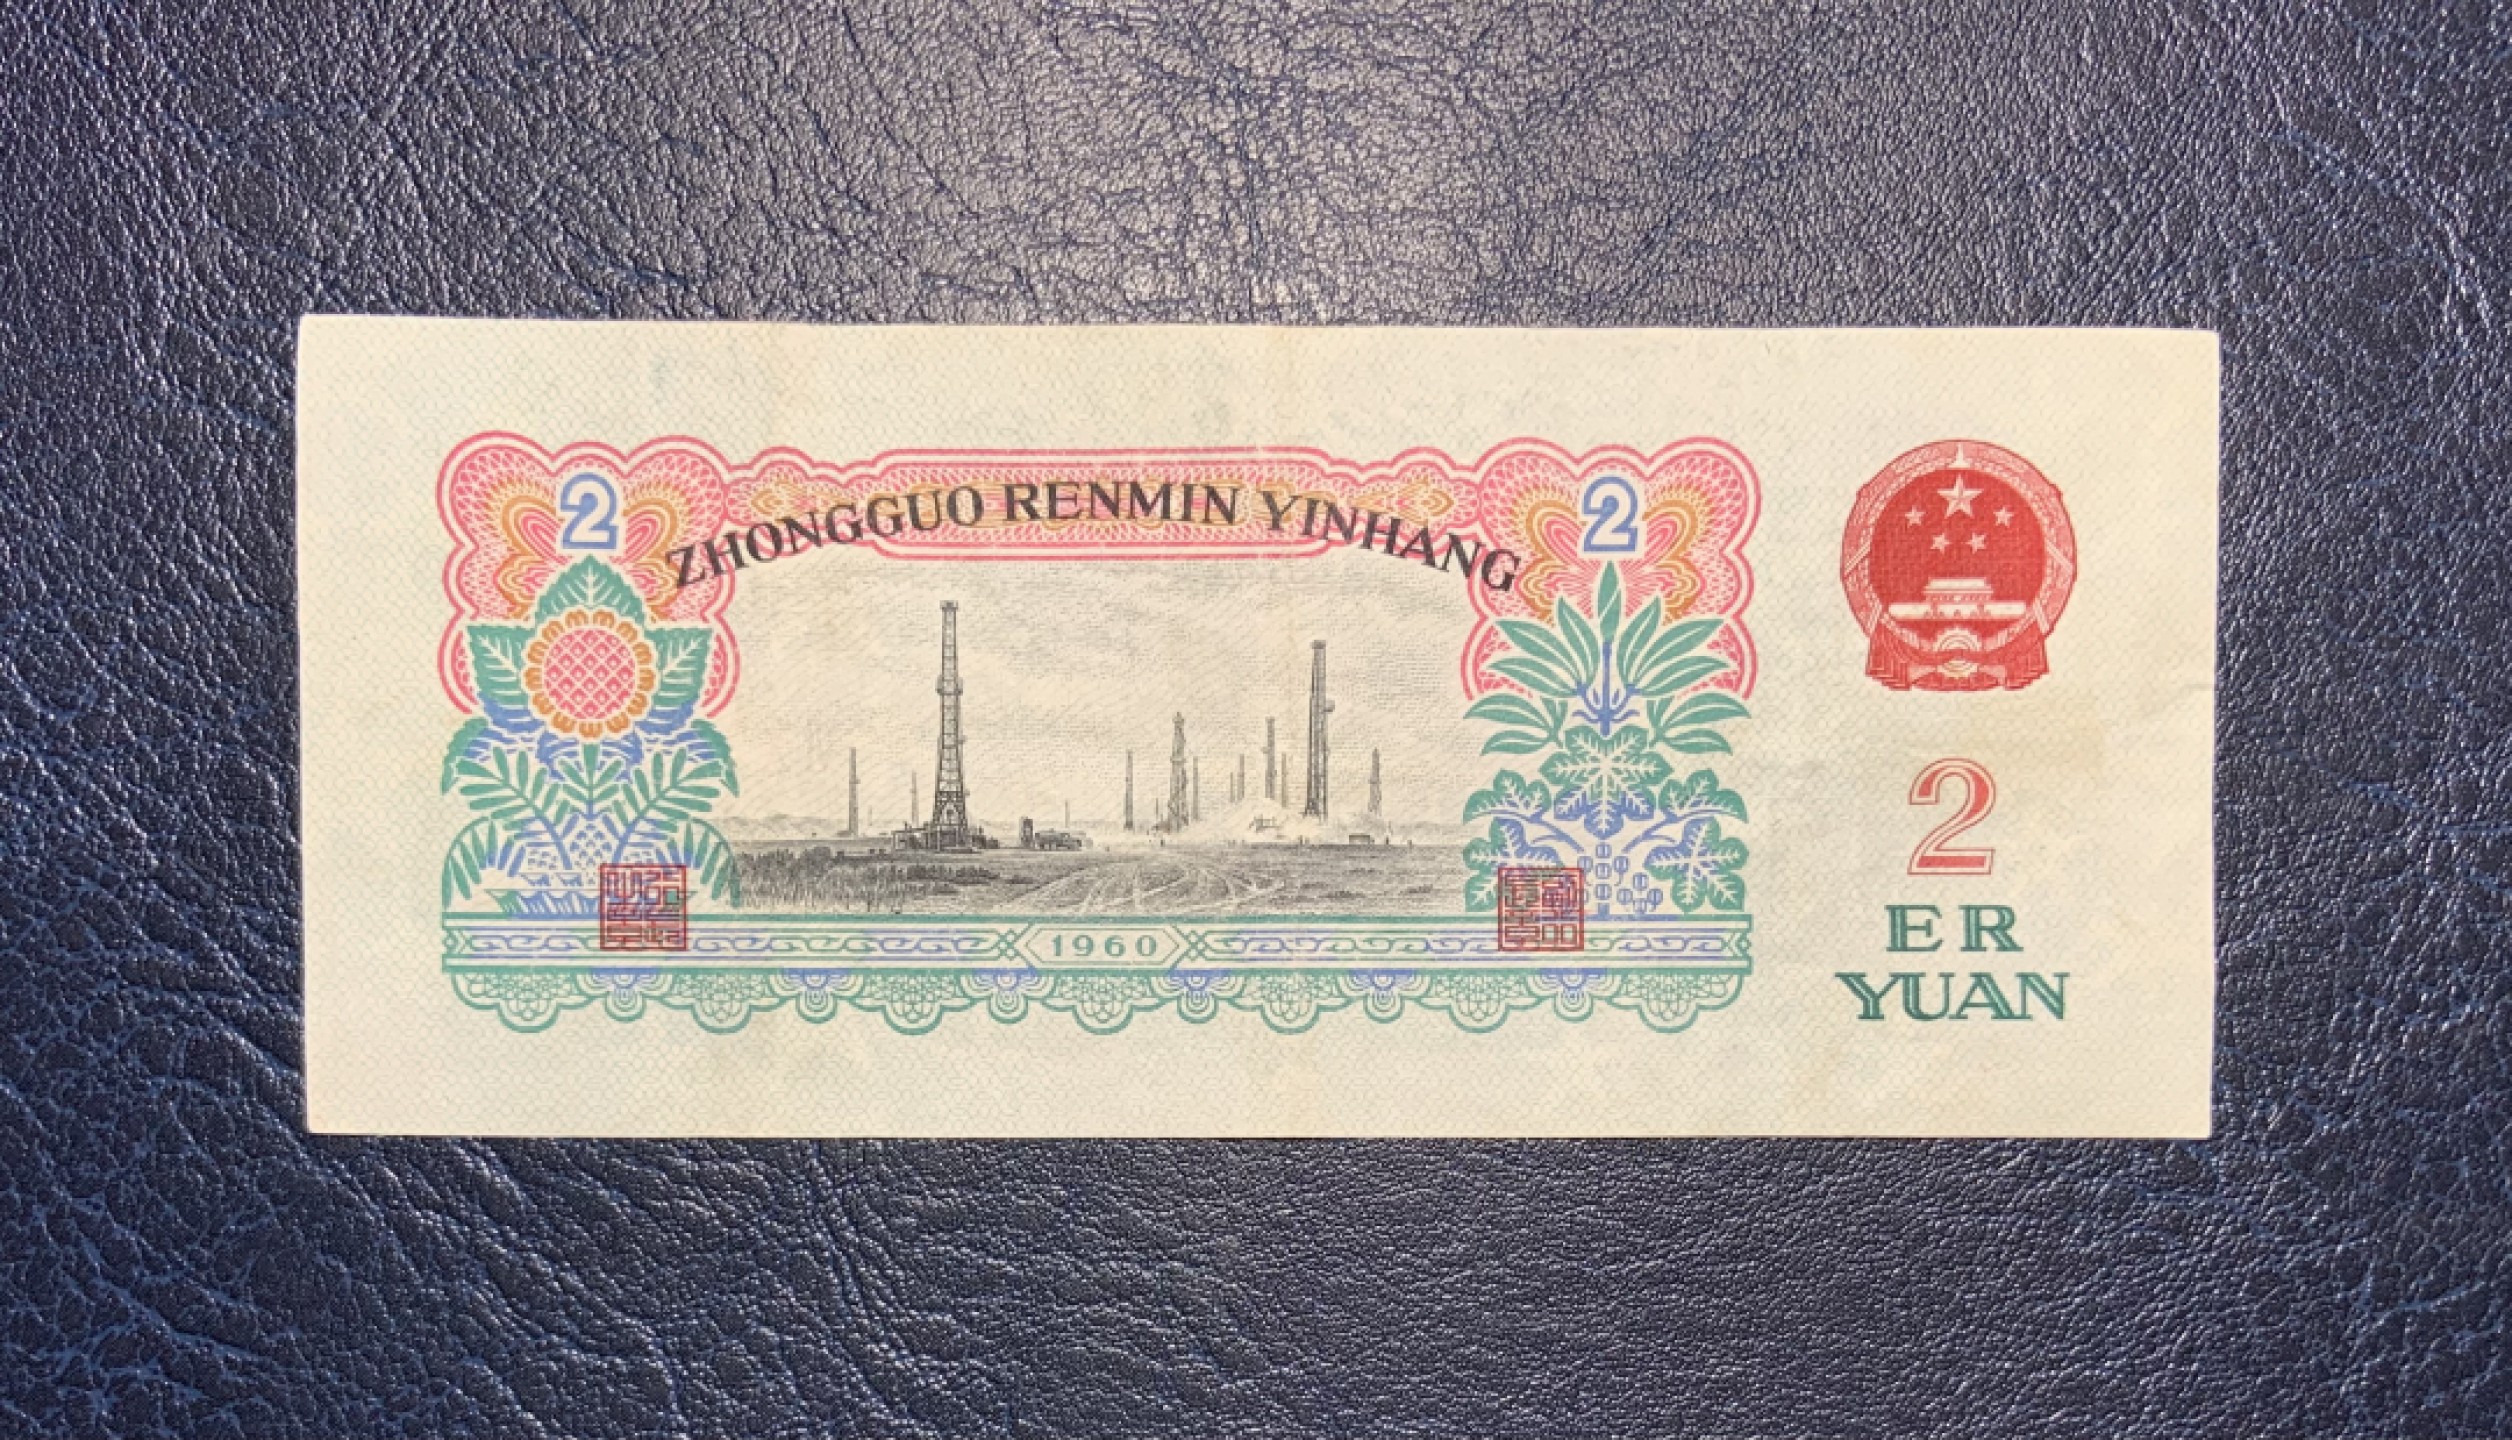 2
ZHONGGUO RENMIN YINHANG
2
1960
2
ER
YUAN